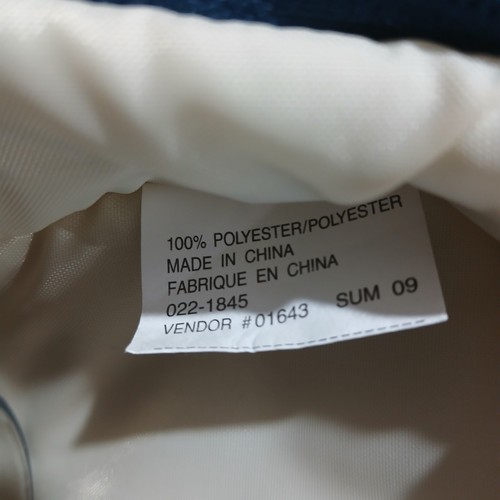 100% POLYESTER/POLYESTER
MADE IN CHINA
FABRIQUE EN CHINA
022-1845 SUM 09
VENDOR #01643